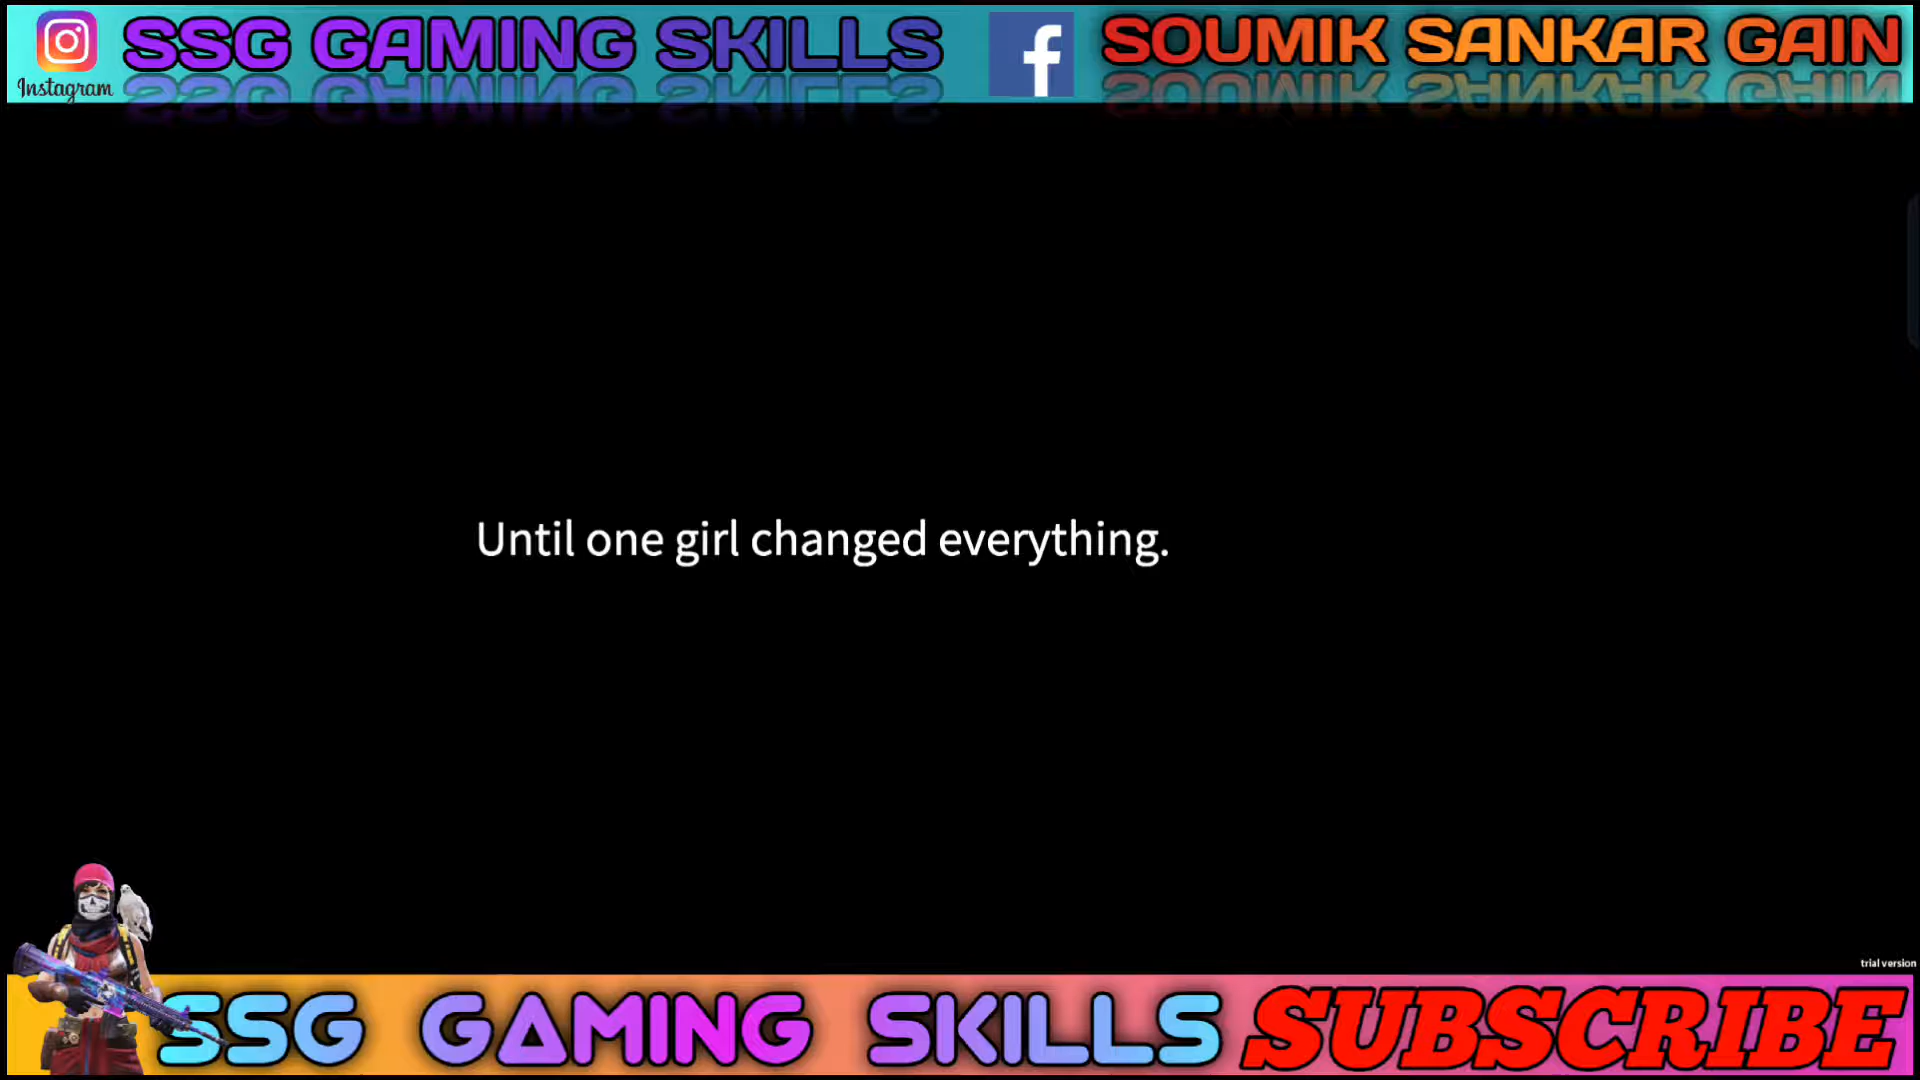 Instagram
SSG GAMING SKILLS
SOUMIK SANKAR GAIN
Until one girl changed everything.
trial version
SSG GAMING SKILLS SUBSCRIBE